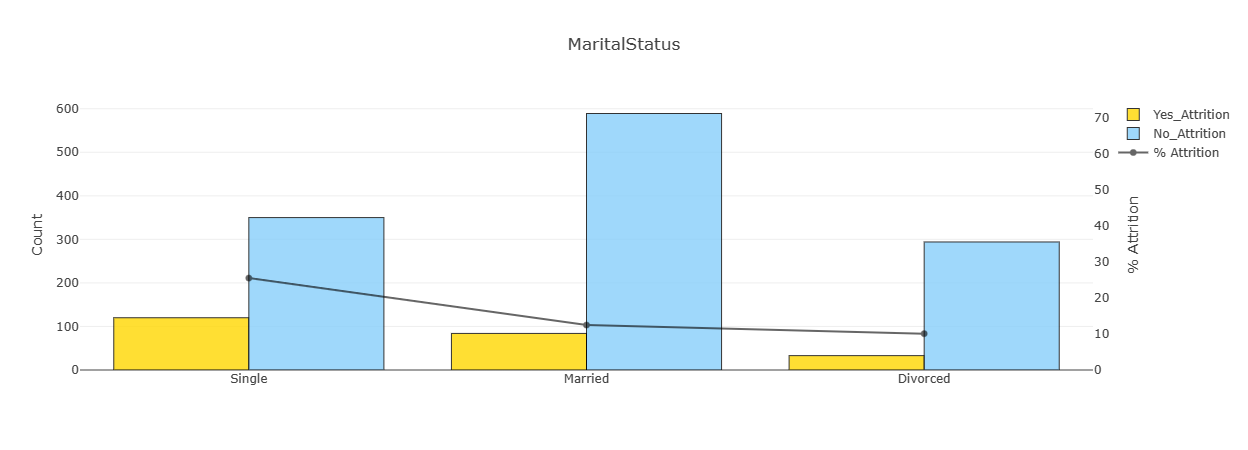 MaritalStatus
Count
600
500
400
300
200
100
0
Single
Married
Divorced
70
60
50
40
30
20
10
0
% Attrition
Yes_Attrition
No_Attrition
% Attrition